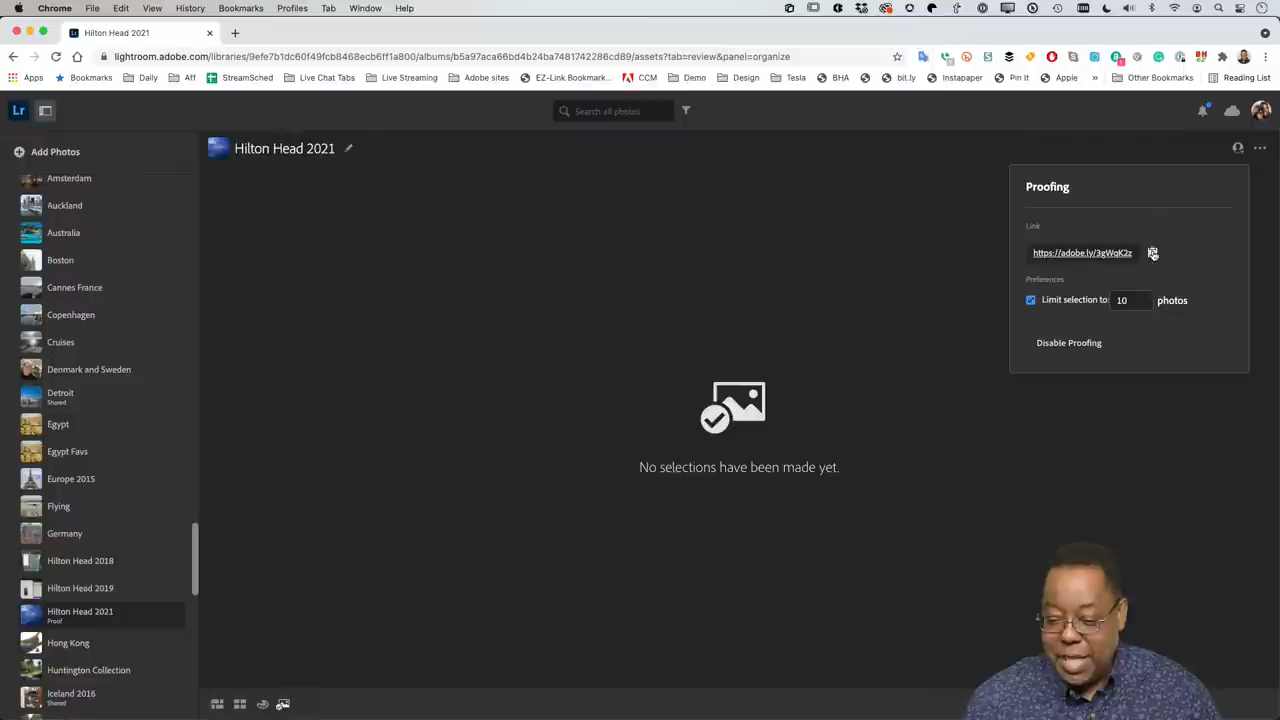 Chrome File Edit View History Bookmarks Profiles Tab Window Help
Lr Hilton Head 2021 × +
lightroom.adobe.com/libraries/9efe7b1dc60f49fcb8468ecb6ff1a800/albums/b5a97aca66bd4b24ba7481742286cd89/assets?tab=review&panel=organize
Apps Bookmarks Daily Aff StreamSched Live Chat Tabs Live Streaming Adobe sites EZ-Link Bookmark... CCM Demo Design Tesla BHA bit.ly Instapaper Pin It Apple » Other Bookmarks Reading List
Lr Search all photos
Add Photos
Hilton Head 2021
Amsterdam
Auckland
Australia
Boston
Cannes France
Copenhagen
Cruises
Denmark and Sweden
Detroit
Shared
Egypt
Egypt Favs
Europe 2015
Flying
Germany
Hilton Head 2018
Hilton Head 2019
Hilton Head 2021
Proof
Hong Kong
Huntington Collection
Iceland 2016
Shared
No selections have been made yet.
Proofing
Link
https://adobe.ly/3gWqK2z
Preferences
Limit selection to: 10 photos
Disable Proofing